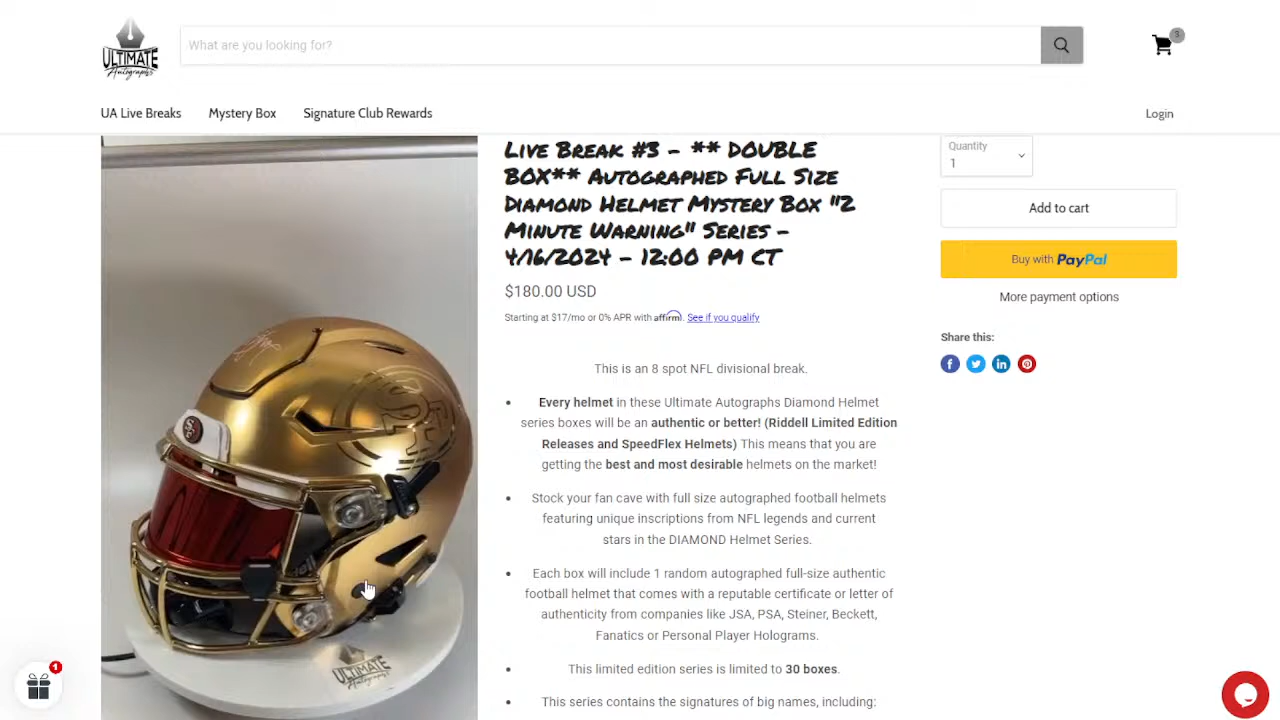 ULTIMATE
Autographs
What are you looking for?
3
UA Live Breaks
Mystery Box
Signature Club Rewards
Login
Live Break #3 - ** DOUBLE
BOX** Autographed Full Size
Diamond Helmet Mystery Box "2
Minute Warning" Series -
4/16/2024 - 12:00 PM CT
$180.00 USD
Starting at $17/mo or 0% APR with affirm. See if you qualify
This is an 8 spot NFL divisional break.
Every helmet in these Ultimate Autographs Diamond Helmet
series boxes will be an authentic or better! (Riddell Limited Edition
Releases and SpeedFlex Helmets) This means that you are
getting the best and most desirable helmets on the market!
Stock your fan cave with full size autographed football helmets
featuring unique inscriptions from NFL legends and current
stars in the DIAMOND Helmet Series.
Each box will include 1 random autographed full-size authentic
football helmet that comes with a reputable certificate or letter of
authenticity from companies like JSA, PSA, Steiner, Beckett,
Fanatics or Personal Player Holograms.
This limited edition series is limited to 30 boxes.
This series contains the signatures of big names, including:
Quantity
1
Add to cart
Buy with PayPal
More payment options
Share this:
SF
ULTIMATE
1